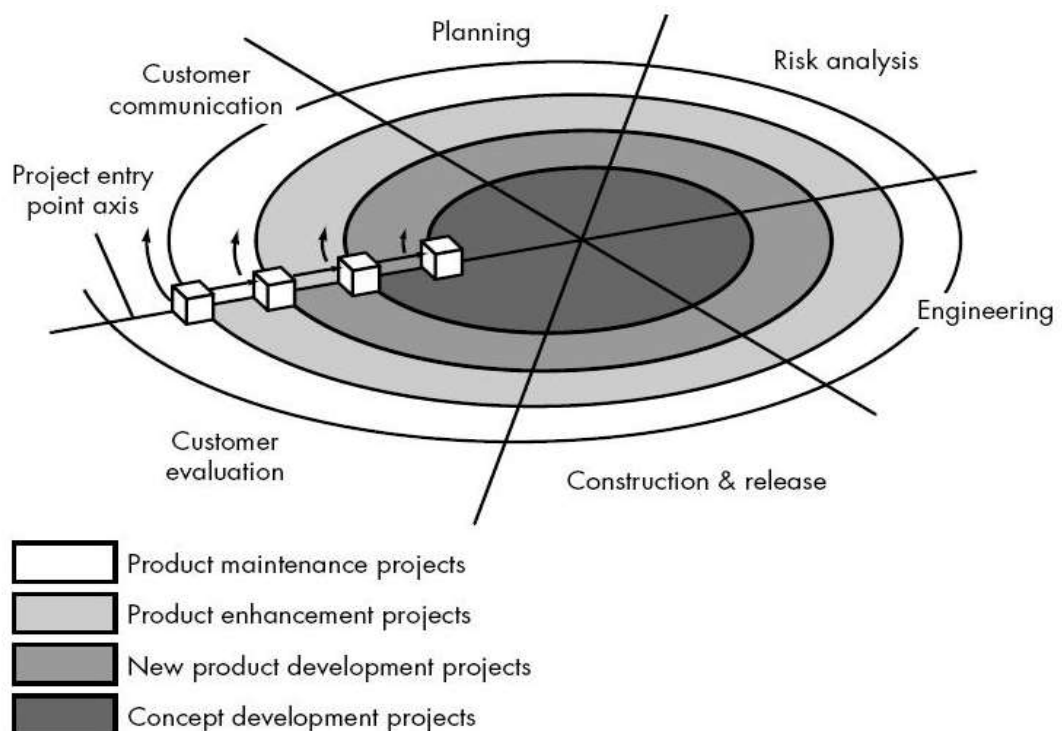 Planning
Risk analysis
Customer
communication
Project entry
point axis
Engineering
Customer
evaluation
Construction & release
Product maintenance projects
Product enhancement projects
New product development projects
Concept development projects